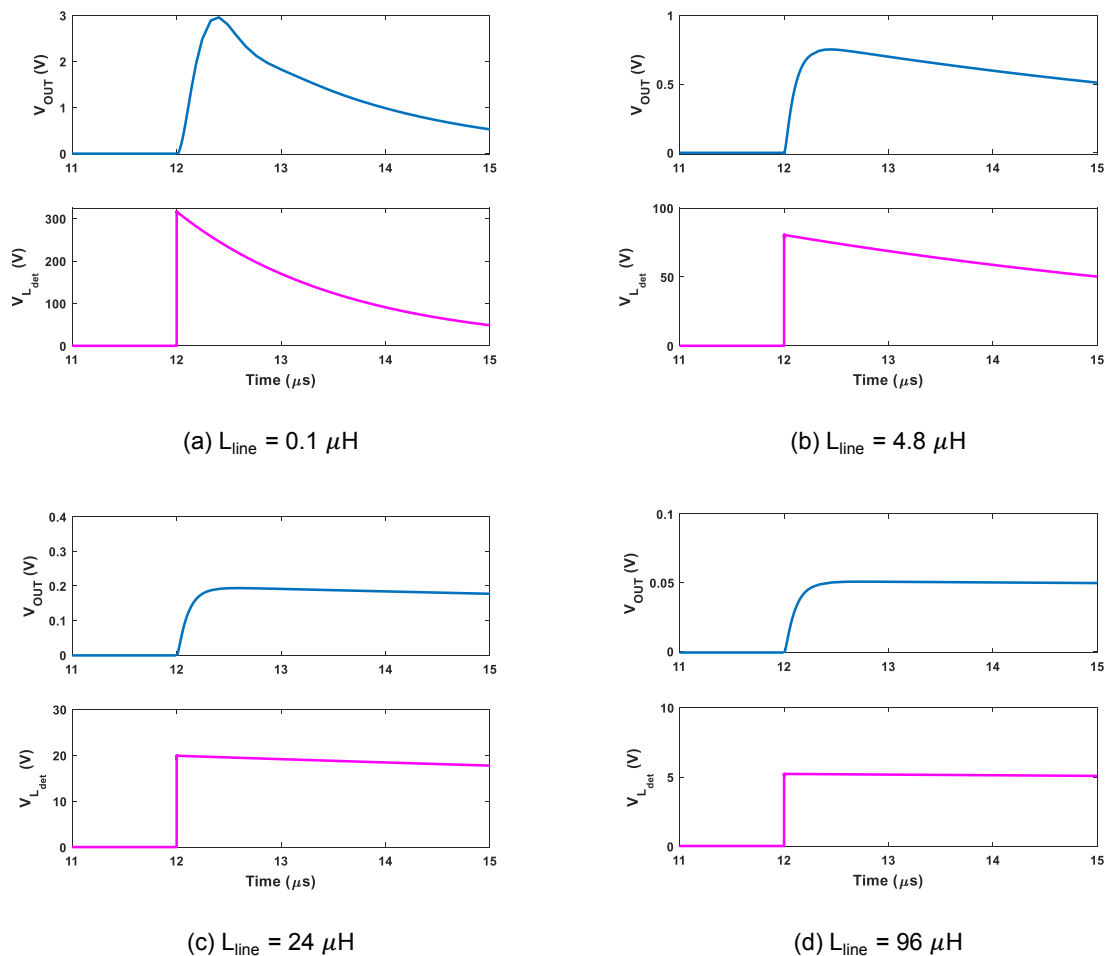 3
2
1
0
V_OUT (V)
11 12 13 14 15
300
200
100
0
V_L_det (V)
11 12 13 14 15
Time (μs)
(a) L_line = 0.1 μH
1
0.5
0
V_OUT (V)
11 12 13 14 15
100
50
0
V_L_det (V)
11 12 13 14 15
Time (μs)
(b) L_line = 4.8 μH
0.4
0.3
0.2
0.1
0
V_OUT (V)
11 12 13 14 15
30
20
10
0
V_L_det (V)
11 12 13 14 15
Time (μs)
(c) L_line = 24 μH
0.1
0.05
0
V_OUT (V)
11 12 13 14 15
10
5
0
V_L_det (V)
11 12 13 14 15
Time (μs)
(d) L_line = 96 μH